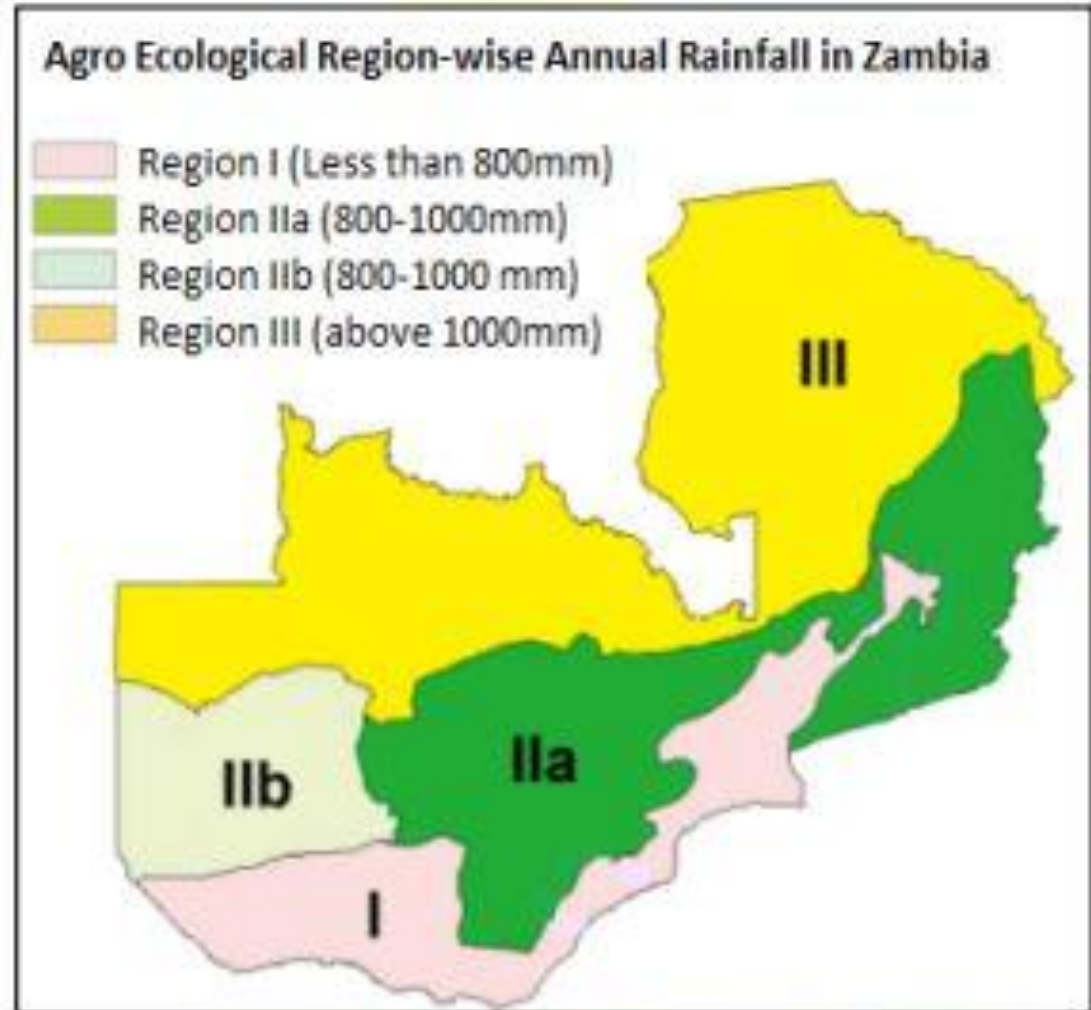 Agro Ecological Region-wise Annual Rainfall in Zambia
Region I (Less than 800mm)
Region IIa (800-1000mm)
Region IIb (800-1000 mm)
Region III (above 1000mm)
III
IIa
IIb
I